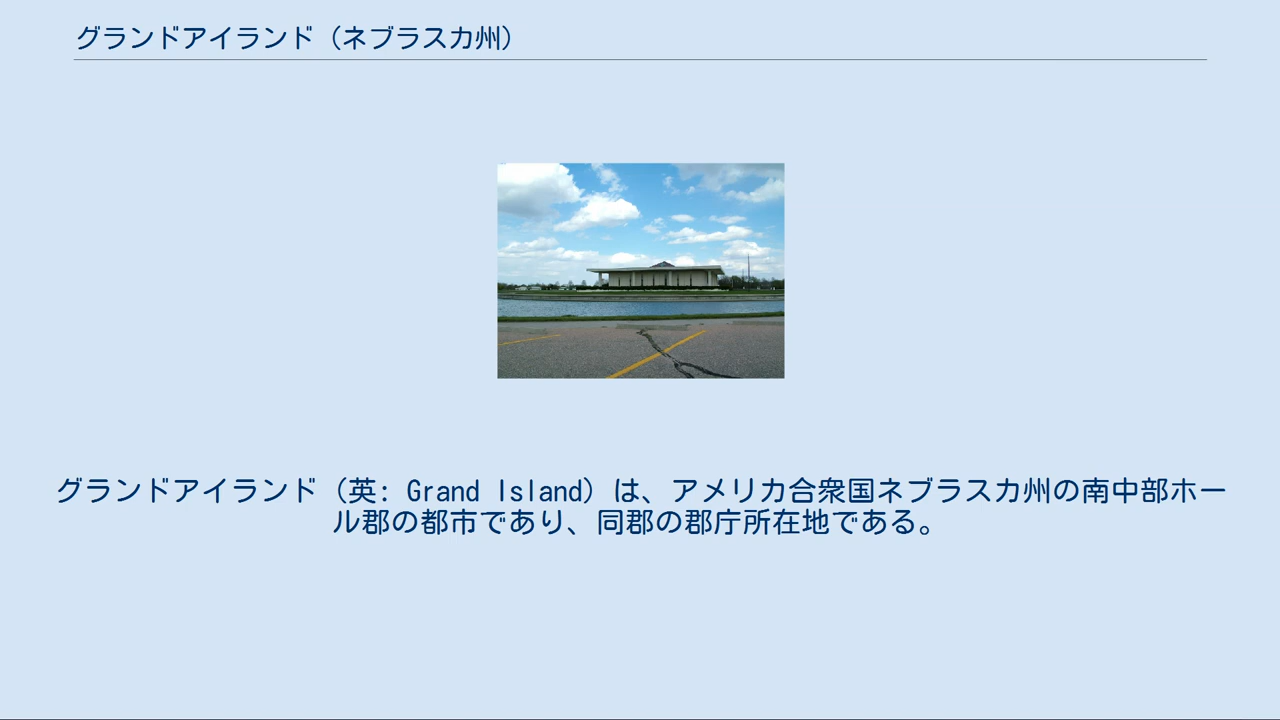 グランドアイランド（ネブラスカ州）
グランドアイランド（英: Grand Island）は、アメリカ合衆国ネブラスカ州の南中部ホー
ル郡の都市であり、同郡の郡庁所在地である。